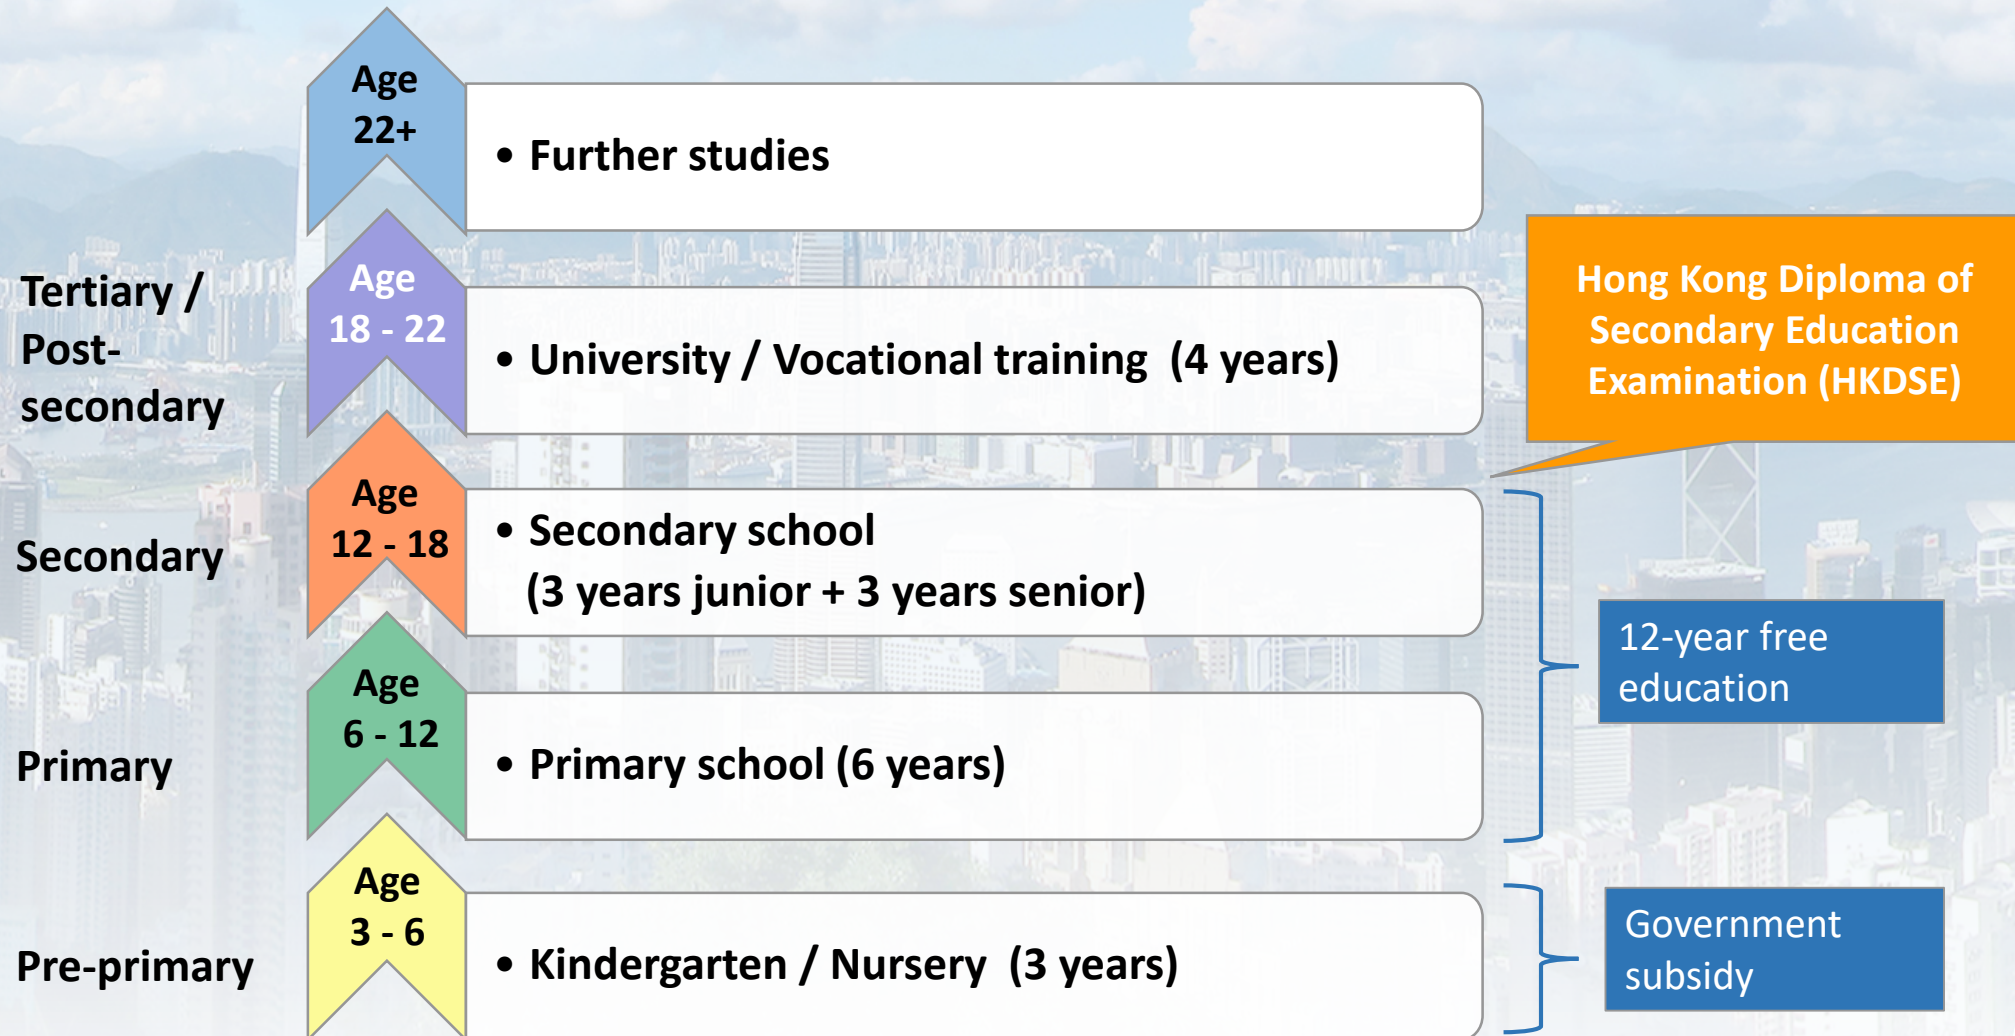 Age
22+
• Further studies
Tertiary /
Post-
secondary
Age
18 - 22
• University / Vocational training  (4 years)
Hong Kong Diploma of
Secondary Education
Examination (HKDSE)
Secondary
Age
12 - 18
• Secondary school
(3 years junior + 3 years senior)
12-year free
education
Primary
Age
6 - 12
• Primary school (6 years)
Pre-primary
Age
3 - 6
• Kindergarten / Nursery  (3 years)
Government
subsidy